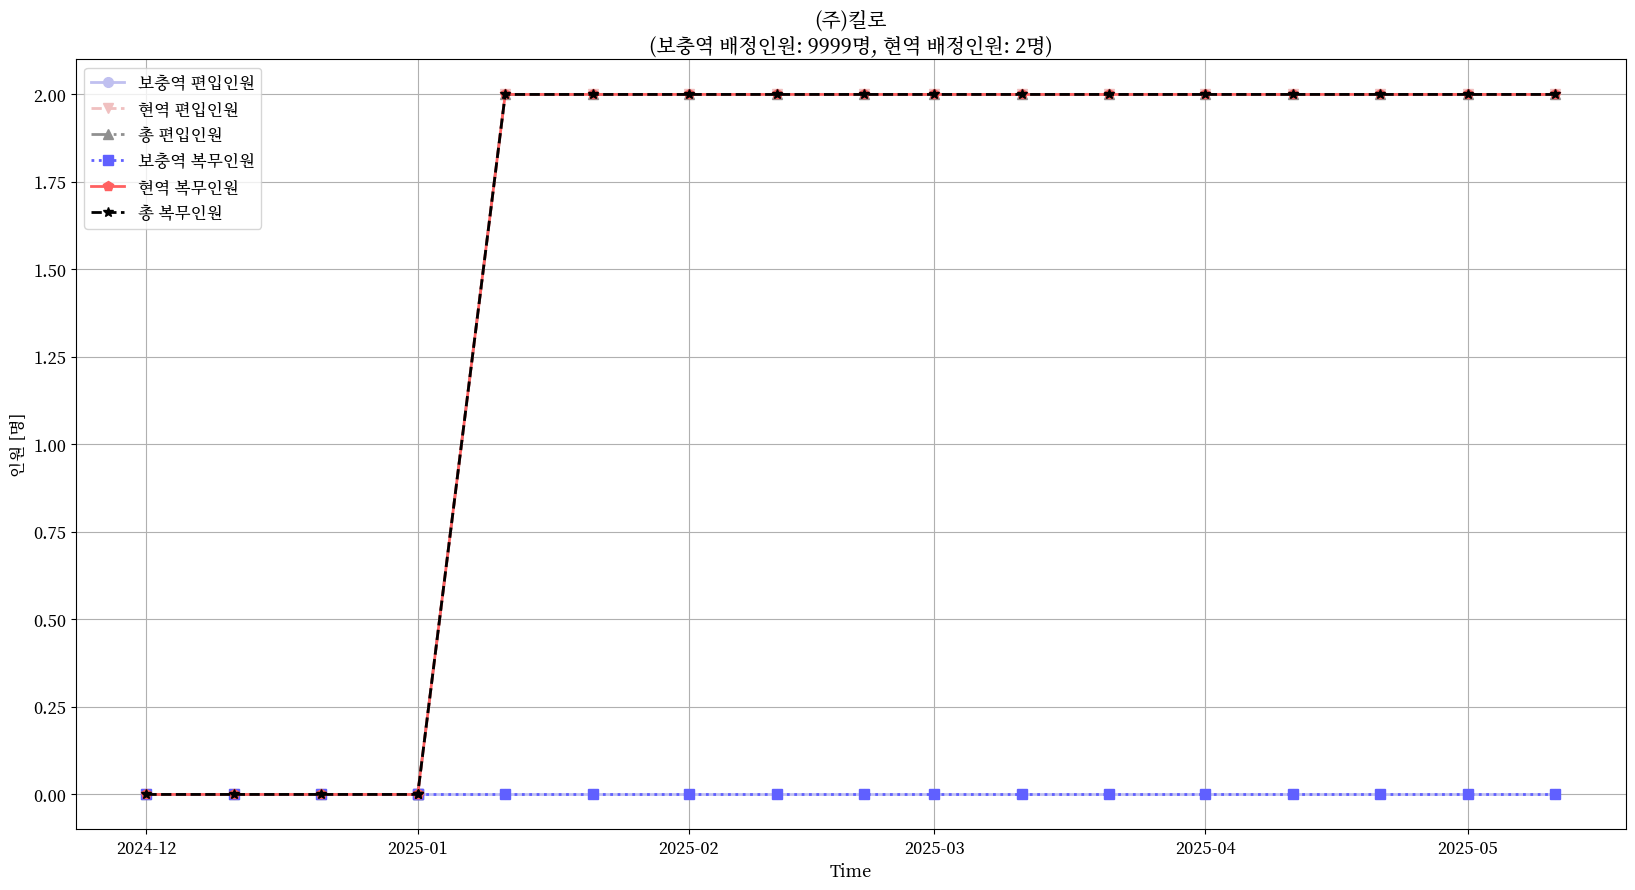 (주)킬로
(보충역 배정인원: 9999명, 현역 배정인원: 2명)
보충역 편입인원
현역 편입인원
총 편입인원
보충역 복무인원
현역 복무인원
총 복무인원
2.00
1.75
1.50
1.25
1.00
0.75
0.50
0.25
0.00
인원 [명]
2024-12
2025-01
2025-02
2025-03
2025-04
2025-05
Time